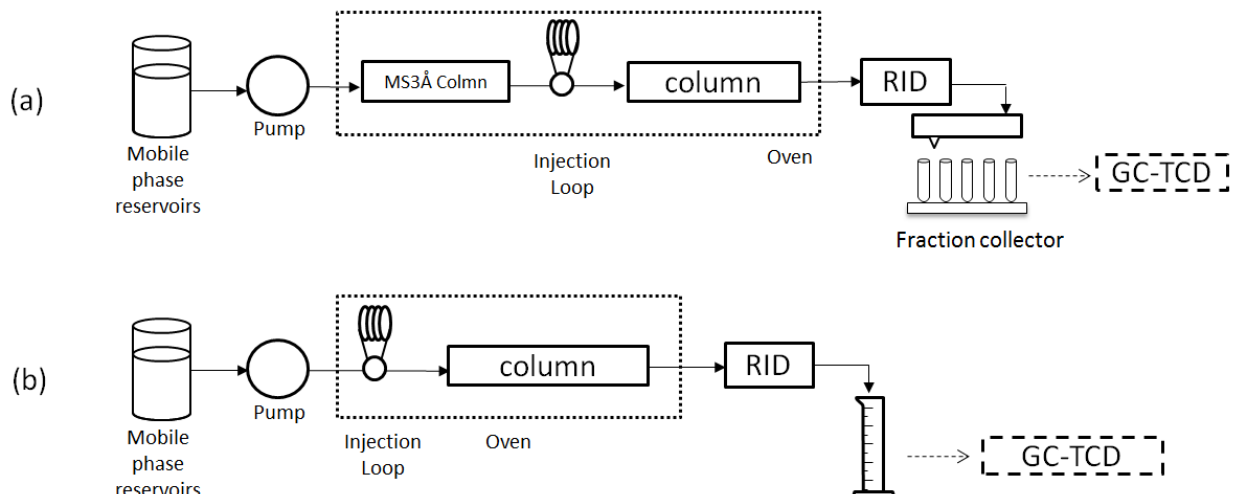 (a)
Mobile
phase
reservoirs
Pump
MS3Å Colmn
Injection
Loop
column
Oven
RID
Fraction collector
GC-TCD
(b)
Mobile
phase
reservoirs
Pump
Injection
Loop
column
Oven
RID
GC-TCD